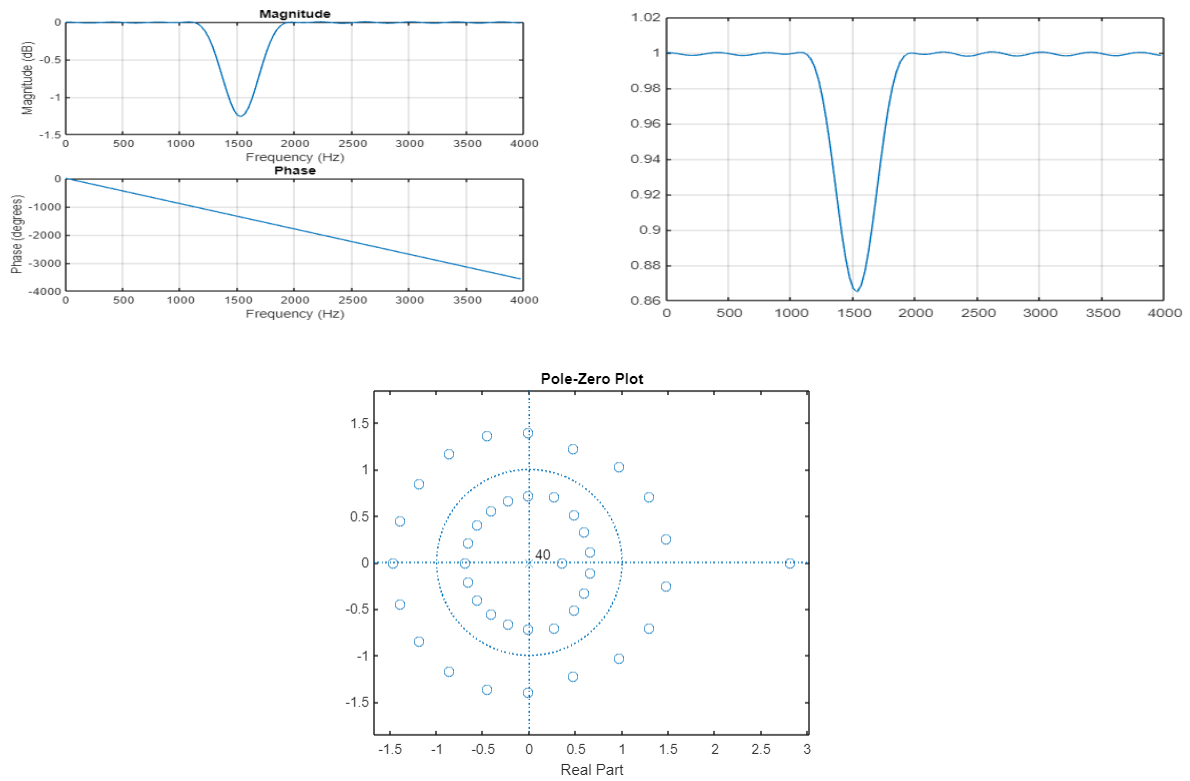 Magnitude
Magnitude (dB)
0
-0.5
-1
-1.5
0 500 1000 1500 2000 2500 3000 3500 4000
Frequency (Hz)
Phase
Phase (degrees)
0
-1000
-2000
-3000
-4000
0 500 1000 1500 2000 2500 3000 3500 4000
Frequency (Hz)
1.02
1
0.98
0.96
0.94
0.92
0.9
0.88
0.86
0 500 1000 1500 2000 2500 3000 3500 4000
Pole-Zero Plot
1.5
1
0.5
0
-0.5
-1
-1.5
40
-1.5 -1 -0.5 0 0.5 1 1.5 2 2.5 3
Real Part